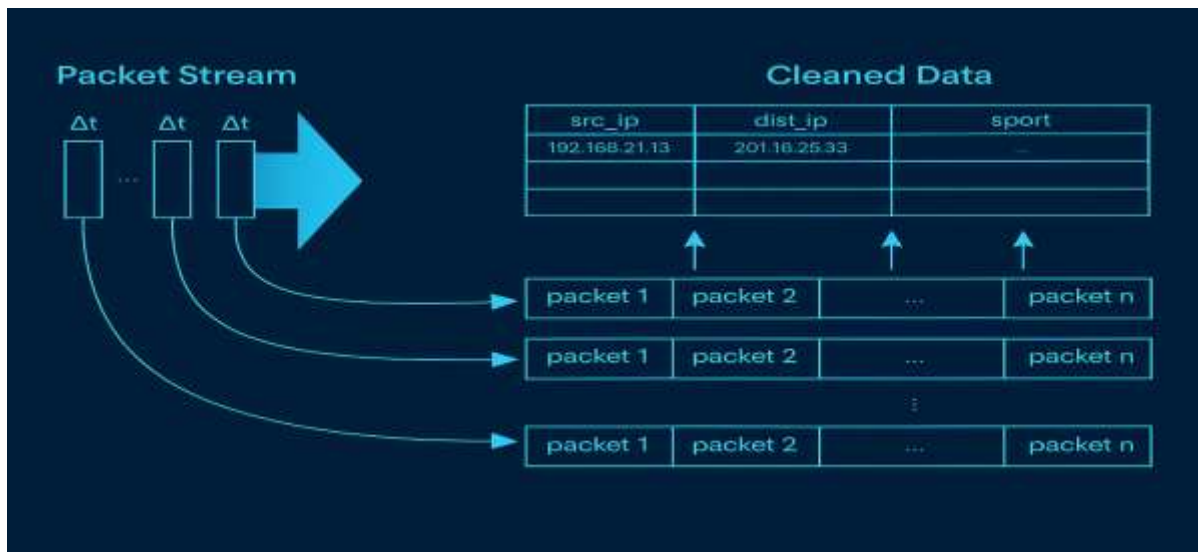 Packet Stream
Cleaned Data
Δt Δt Δt
...
src_ip dist_ip sport
192.168.21.13 201.16.25.33 ...
packet 1 packet 2 ... packet n
packet 1 packet 2 ... packet n
⋮
packet 1 packet 2 ... packet n